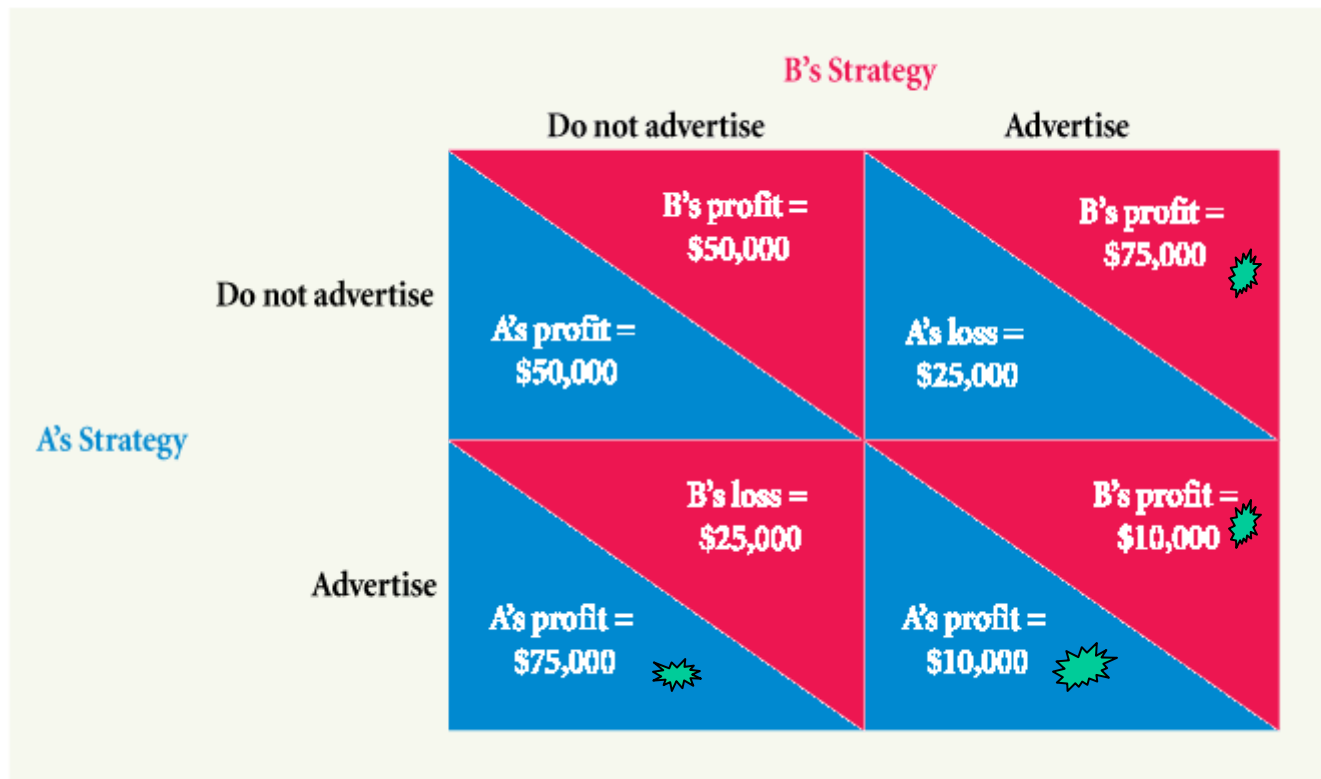 B's Strategy
Do not advertise
Advertise
Do not advertise
B's profit =
$50,000
A's profit =
$50,000
B's profit =
$75,000
A's loss =
$25,000
A's Strategy
Advertise
B's loss =
$25,000
A's profit =
$75,000
B's profit =
$10,000
A's profit =
$10,000